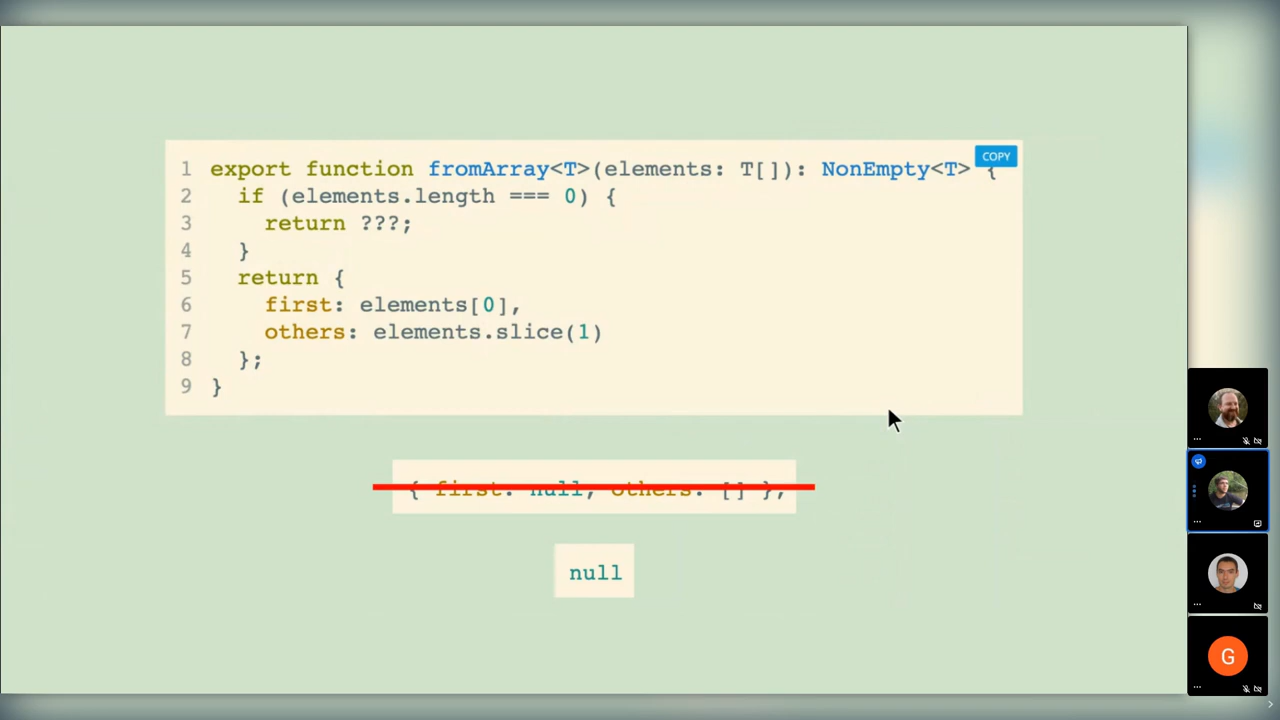 COPY
1 export function fromArray<T>(elements: T[]): NonEmpty<T> {
2 if (elements.length === 0) {
3 return ???;
4 }
5 return {
6 first: elements[0],
7 others: elements.slice(1)
8 };
9 }
{ first: null, others: [] },
null
G